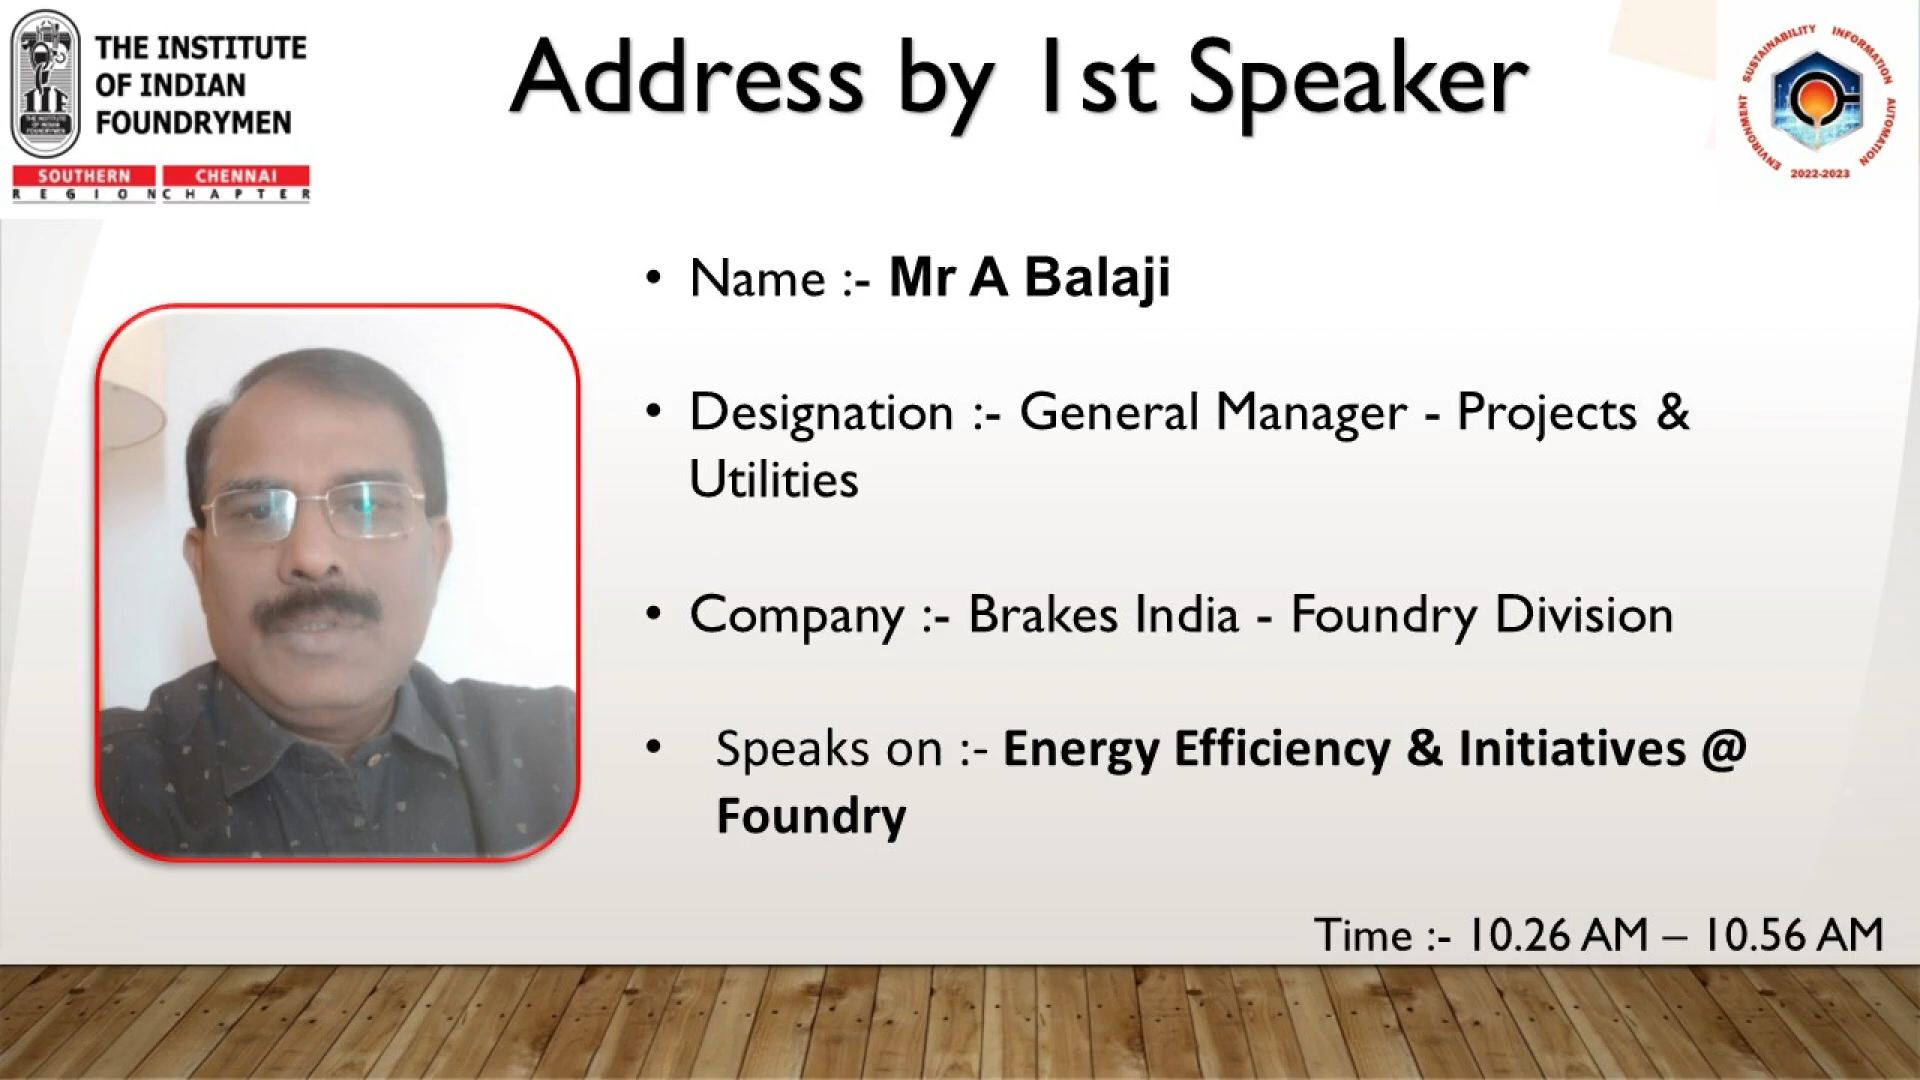 THE INSTITUTE
OF INDIAN
FOUNDRYMEN
IIF
SOUTHERN
REGION
CHENNAI
CHAPTER
Address by 1st Speaker
SUSTAINABILITY INFORMATION
ENVIRONMENT AUTOMATION
2022-2023
• Name :- Mr A Balaji
• Designation :- General Manager - Projects &
Utilities
• Company :- Brakes India - Foundry Division
• Speaks on :- Energy Efficiency & Initiatives @
Foundry
Time :- 10.26 AM – 10.56 AM